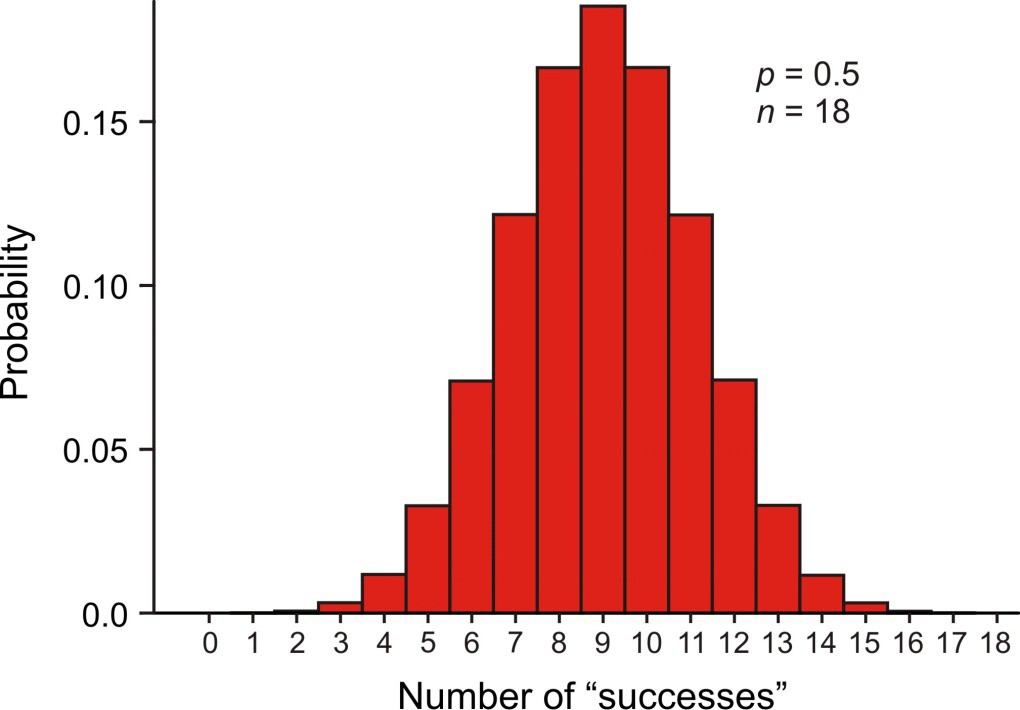 p = 0.5
n = 18
0.15
0.10
0.05
0.0
Probability
0 1 2 3 4 5 6 7 8 9 10 11 12 13 14 15 16 17 18
Number of “successes”